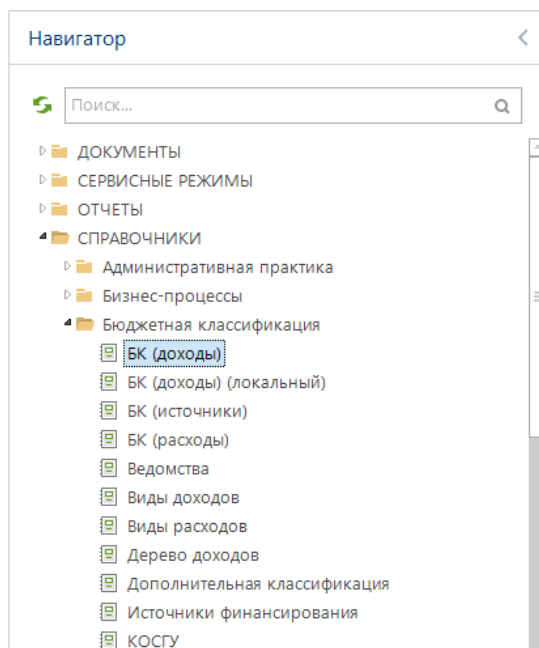 Навигатор
Поиск...
ДОКУМЕНТЫ
СЕРВИСНЫЕ РЕЖИМЫ
ОТЧЕТЫ
СПРАВОЧНИКИ
Административная практика
Бизнес-процессы
Бюджетная классификация
БК (доходы)
БК (доходы) (локальный)
БК (источники)
БК (расходы)
Ведомства
Виды доходов
Виды расходов
Дерево доходов
Дополнительная классификация
Источники финансирования
КОСГУ